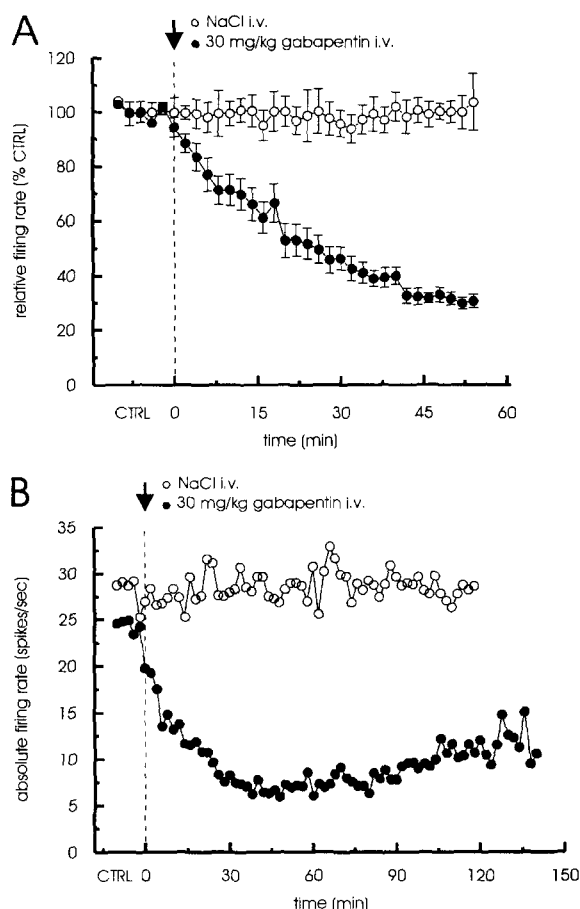 A
NaCl i.v.
30 mg/kg gabapentin i.v.
120
100
80
60
40
20
0
relative firing rate (% CTRL)
CTRL 0 15 30 45 60
time (min)
B
NaCl i.v.
30 mg/kg gabapentin i.v.
35
30
25
20
15
10
5
0
absolute firing rate (spikes/sec)
CTRL 0 30 60 90 120 150
time (min)